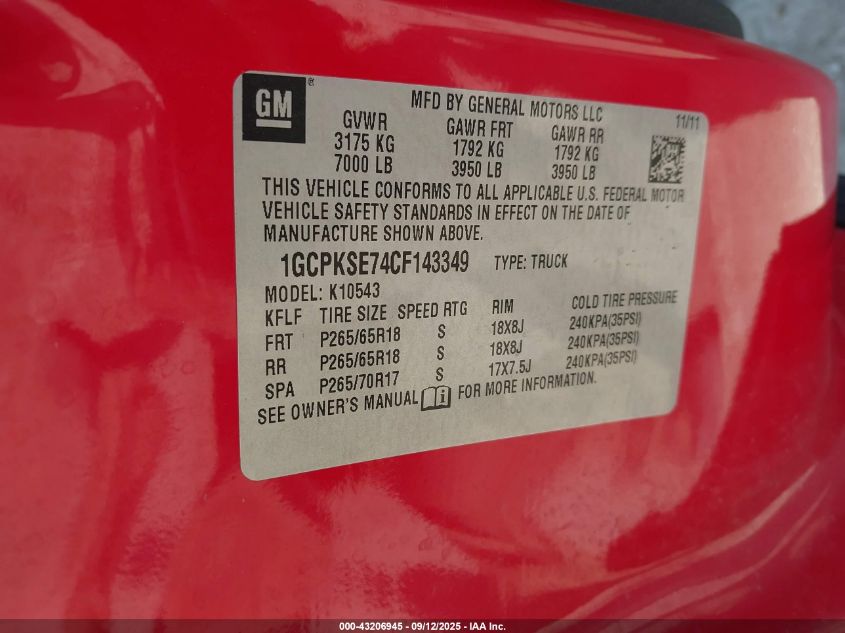 GM ®
MFD BY GENERAL MOTORS LLC
11/11
GVWR GAWR FRT GAWR RR
3175 KG 1792 KG 1792 KG
7000 LB 3950 LB 3950 LB
THIS VEHICLE CONFORMS TO ALL APPLICABLE U.S. FEDERAL MOTOR
VEHICLE SAFETY STANDARDS IN EFFECT ON THE DATE OF
MANUFACTURE SHOWN ABOVE.
1GCPKSE74CF143349 TYPE: TRUCK
MODEL: K10543
KFLF TIRE SIZE SPEED RTG RIM COLD TIRE PRESSURE
FRT P265/65R18 S 18X8J 240KPA(35PSI)
RR P265/65R18 S 18X8J 240KPA(35PSI)
SPA P265/70R17 S 17X7.5J 240KPA(35PSI)
SEE OWNER'S MANUAL FOR MORE INFORMATION.
000-43206945 - 09/12/2025 - IAA Inc.